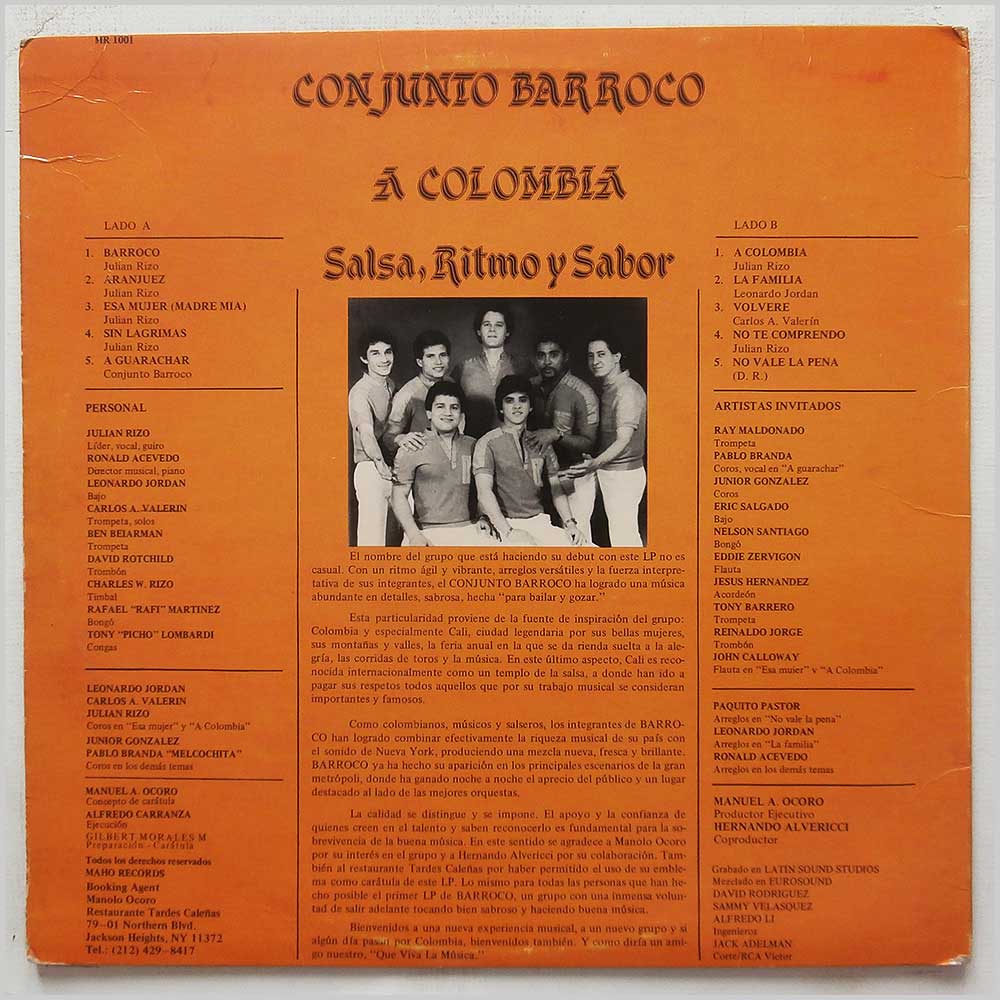 MR 1001
CONJUNTO BARROCO
A COLOMBIA
Salsa, Ritmo y Sabor
LADO A
1. BARROCO
Julian Rizo
2. ARANJUEZ
Julian Rizo
3. ESA MUJER (MADRE MIA)
Julian Rizo
4. SIN LAGRIMAS
Julian Rizo
5. A GUARACHAR
Conjunto Barroco
PERSONAL
JULIAN RIZO
Líder, vocal, guiro
RONALD ACEVEDO
Director musical, piano
LEONARDO JORDAN
Bajo
CARLOS A. VALERIN
Trompeta, solos
BEN BEIARMAN
Trompeta
DAVID ROTCHILD
Trombón
CHARLES W. RIZO
Timbal
RAFAEL "RAFI" MARTINEZ
Bongó
TONY "PICHO" LOMBARDI
Congas
LEONARDO JORDAN
CARLOS A. VALERIN
JULIAN RIZO
Coros en "Esa mujer" y "A Colombia"
JUNIOR GONZALEZ
PABLO BRANDA "MELCOCHITA"
Coros en los demás temas
MANUEL A. OCORO
Concepto de carátula
ALFREDO CARRANZA
Ejecución
GILBERT MORALES M
Preparación - Carátula
Todos los derechos reservados
MAHO RECORDS
Booking Agent
Manolo Ocoro
Restaurante Tardes Caleñas
79-01 Northern Blvd.
Jackson Heights, NY 11372
Tel.: (212) 429-8417
El nombre del grupo que está haciendo su debut con este LP no es
casual. Con un ritmo ágil y vibrante, arreglos versátiles y la fuerza interpre-
tativa de sus integrantes, el CONJUNTO BARROCO ha logrado una música
abundante en detalles, sabrosa, hecha "para bailar y gozar."
Esta particularidad proviene de la fuente de inspiración del grupo:
Colombia y especialmente Cali, ciudad legendaria por sus bellas mujeres,
sus montañas y valles, la feria anual en la que se da rienda suelta a la ale-
gría, las corridas de toros y la música. En este último aspecto, Cali es reco-
nocida internacionalmente como un templo de la salsa, a donde han ido a
pagar sus respetos todos aquellos que por su trabajo musical se consideran
importantes y famosos.
Como colombianos, músicos y salseros, los integrantes de BARRO-
CO han logrado combinar efectivamente la riqueza musical de su país con
el sonido de Nueva York, produciendo una mezcla nueva, fresca y brillante.
BARROCO ya ha hecho su aparición en los principales escenarios de la gran
metrópoli, donde ha ganado noche a noche el aprecio del público y un lugar
destacado al lado de las mejores orquestas.
La calidad se distingue y se impone. El apoyo y la confianza de
quienes creen en el talento y saben reconocerlo es fundamental para la so-
brevivencia de la buena música. En este sentido se agradece a Manolo Ocoro
por su interés en el grupo y a Hernando Alvericci por su colaboración. Tam-
bién al restaurante Tardes Caleñas por haber permitido el uso de su emble-
ma como carátula de este LP. Lo mismo para todas las personas que han he-
cho posible el primer LP de BARROCO, un grupo con una inmensa volun-
tad de salir adelante tocando bien sabroso y haciendo buena música.
Bienvenidos a una nueva experiencia musical, a un nuevo grupo y si
algún día pasan por Colombia, bienvenidos también. Y como diría un ami-
go nuestro, "Que Viva La Música."
LADO B
1. A COLOMBIA
Julian Rizo
2. LA FAMILIA
Leonardo Jordan
3. VOLVERE
Carlos A. Valerín
4. NO TE COMPRENDO
Julian Rizo
5. NO VALE LA PENA
(D. R.)
ARTISTAS INVITADOS
RAY MALDONADO
Trompeta
PABLO BRANDA
Coros, vocal en "A guarachar"
JUNIOR GONZALEZ
Coros
ERIC SALGADO
Bajo
NELSON SANTIAGO
Bongó
EDDIE ZERVIGON
Flauta
JESUS HERNANDEZ
Acordeón
TONY BARRERO
Trompeta
REINALDO JORGE
Trombón
JOHN CALLOWAY
Flauta en "Esa mujer" y "A Colombia"
PAQUITO PASTOR
Arreglos en "No vale la pena"
LEONARDO JORDAN
Arreglos en "La familia"
RONALD ACEVEDO
Arreglos en los demás temas
MANUEL A. OCORO
Productor Ejecutivo
HERNANDO ALVERICCI
Coproductor
Grabado en LATIN SOUND STUDIOS
Mezclado en EUROSOUND
DAVID RODRIGUEZ
SAMMY VELASQUEZ
ALFREDO LI
Ingenieros
JACK ADELMAN
Corte/RCA Victor